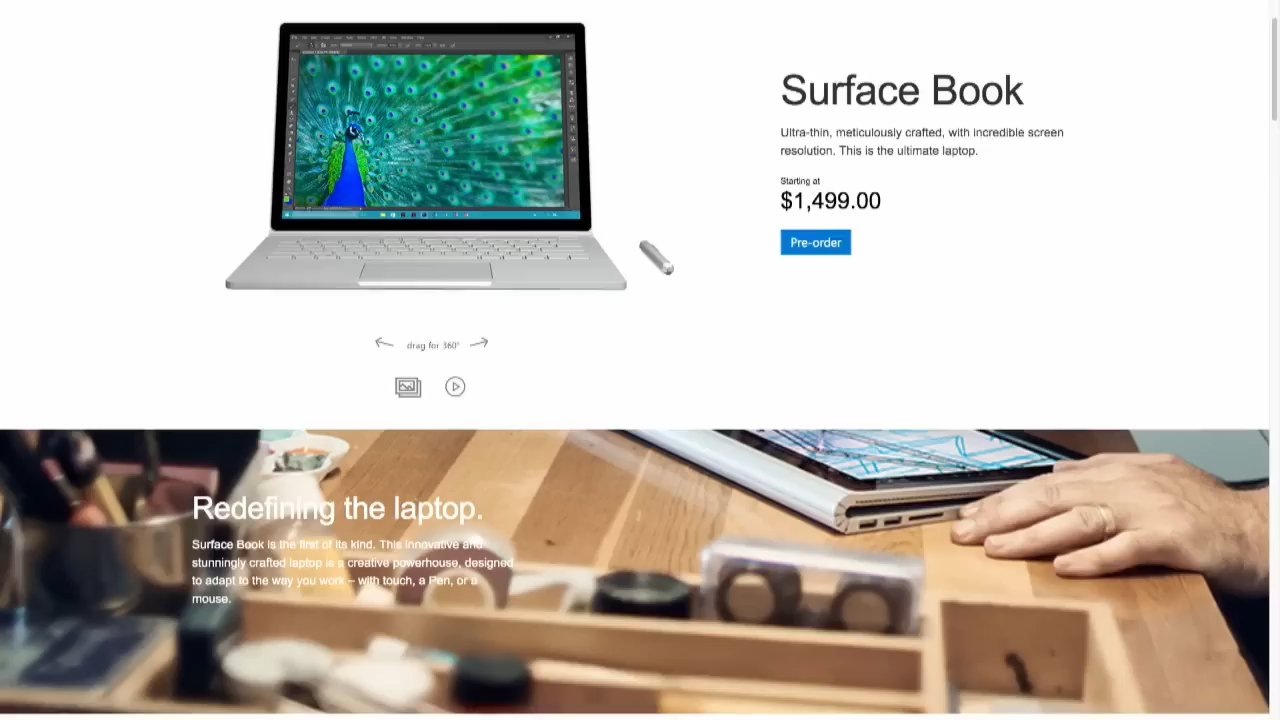 Surface Book
Ultra-thin, meticulously crafted, with incredible screen
resolution. This is the ultimate laptop.
Starting at
$1,499.00
Pre-order
drag for 360°
Redefining the laptop.
Surface Book is the first of its kind. This innovative and
stunningly crafted laptop is a creative powerhouse, designed
to adapt to the way you work – with touch, a Pen, or a
mouse.